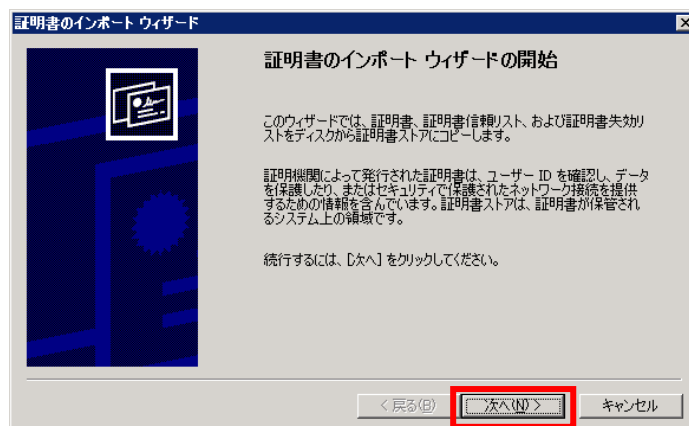 証明書のインポート ウィザード
証明書のインポート ウィザードの開始
このウィザードでは、証明書、証明書信頼リスト、および証明書失効リ
ストをディスクから証明書ストアにコピーします。
証明機関によって発行された証明書は、ユーザー ID を確認し、データ
を保護したり、またはセキュリティで保護されたネットワーク接続を提供
するための情報を含んでいます。証明書ストアは、証明書が保管され
るシステム上の領域です。
続行するには、[次へ] をクリックしてください。
< 戻る(B)
次へ(N) >
キャンセル